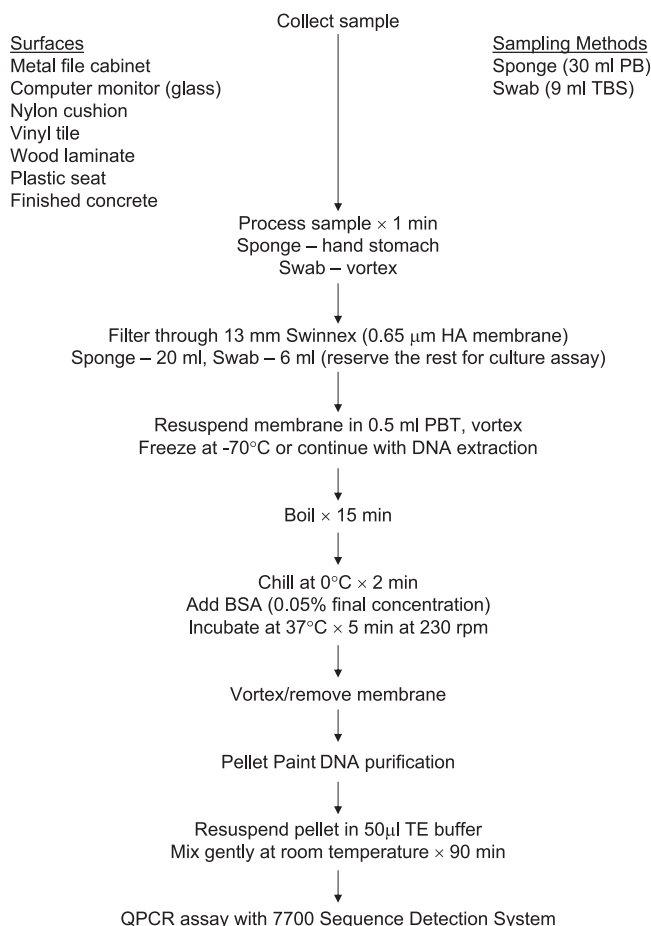 Collect sample
Surfaces
Metal file cabinet
Computer monitor (glass)
Nylon cushion
Vinyl tile
Wood laminate
Plastic seat
Finished concrete
Sampling Methods
Sponge (30 ml PB)
Swab (9 ml TBS)
Process sample × 1 min
Sponge – hand stomach
Swab – vortex
Filter through 13 mm Swinnex (0.65 μm HA membrane)
Sponge – 20 ml, Swab – 6 ml (reserve the rest for culture assay)
Resuspend membrane in 0.5 ml PBT, vortex
Freeze at -70°C or continue with DNA extraction
Boil × 15 min
Chill at 0°C × 2 min
Add BSA (0.05% final concentration)
Incubate at 37°C × 5 min at 230 rpm
Vortex/remove membrane
Pellet Paint DNA purification
Resuspend pellet in 50μl TE buffer
Mix gently at room temperature × 90 min
QPCR assay with 7700 Sequence Detection System